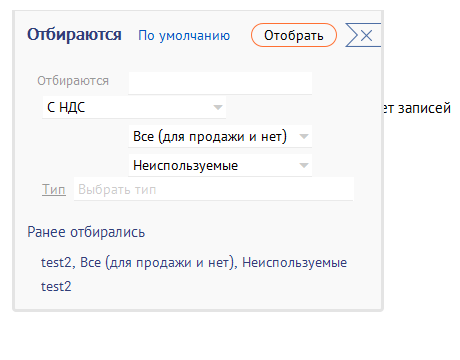 Отбираются По умолчанию Отобрать
Отбираются
С НДС
ет записей
Все (для продажи и нет)
Неиспользуемые
Тип Выбрать тип
Ранее отбирались
test2, Все (для продажи и нет), Неиспользуемые
test2